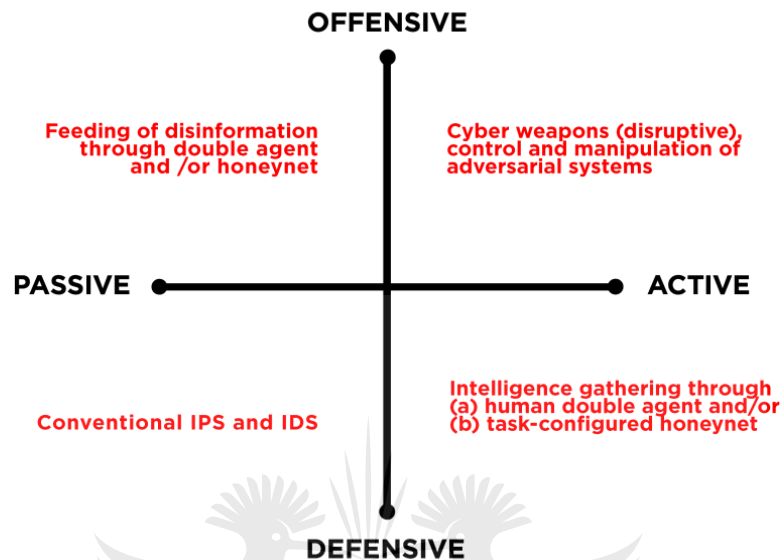 OFFENSIVE
Feeding of disinformation
through double agent
and /or honeynet
Cyber weapons (disruptive),
control and manipulation of
adversarial systems
PASSIVE
ACTIVE
Conventional IPS and IDS
Intelligence gathering through
(a) human double agent and/or
(b) task-configured honeynet
DEFENSIVE